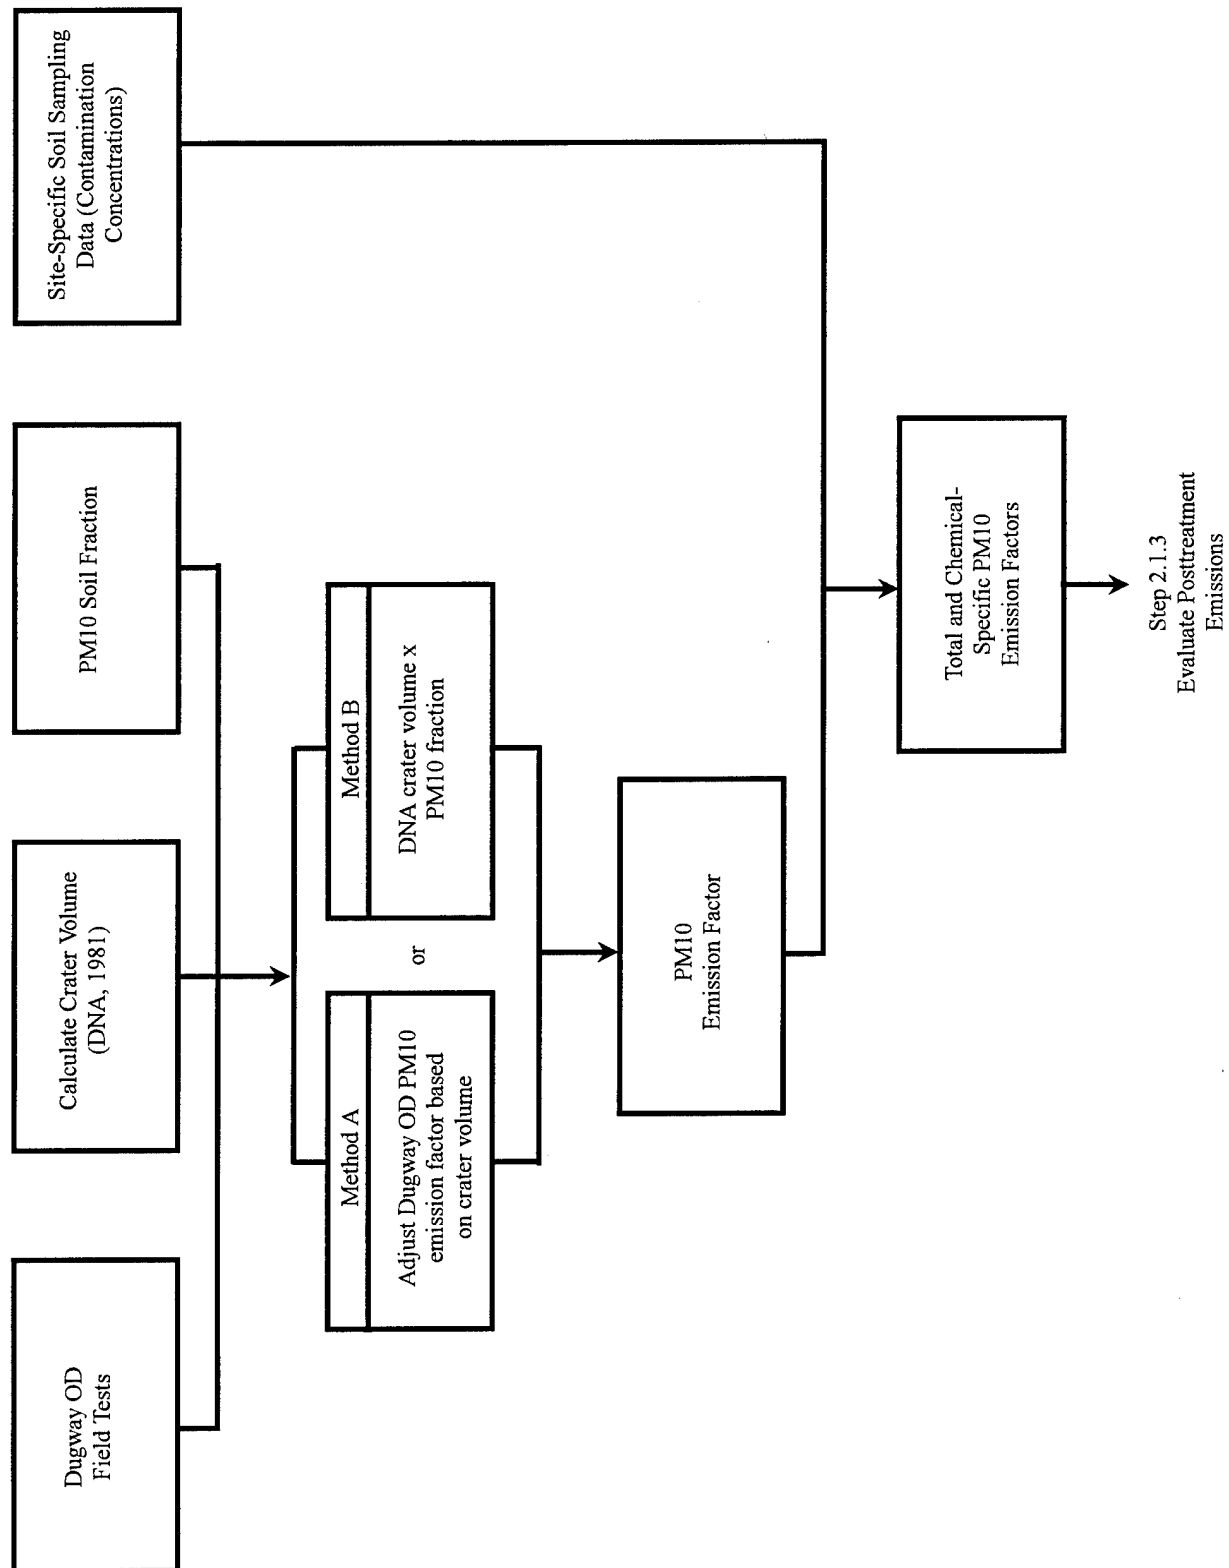 Dugway OD
Field Tests
Calculate Crater Volume
(DNA, 1981)
PM10 Soil Fraction
Site-Specific Soil Sampling
Data (Contamination
Concentrations)
Method A
Adjust Dugway OD PM10
emission factor based
on crater volume
or
Method B
DNA crater volume x
PM10 fraction
PM10
Emission Factor
Total and Chemical-
Specific PM10
Emission Factors
Step 2.1.3
Evaluate Posttreatment
Emissions